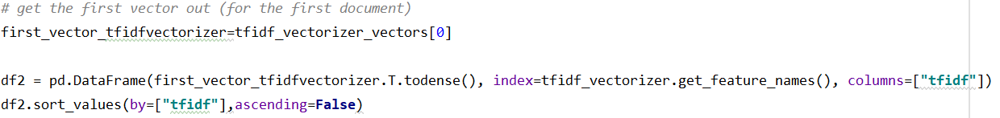 # get the first vector out (for the first document)
first_vector_tfidfvectorizer=tfidf_vectorizer_vectors[0]
df2 = pd.DataFrame(first_vector_tfidfvectorizer.T.todense(), index=tfidf_vectorizer.get_feature_names(), columns=["tfidf"])
df2.sort_values(by=["tfidf"],ascending=False)